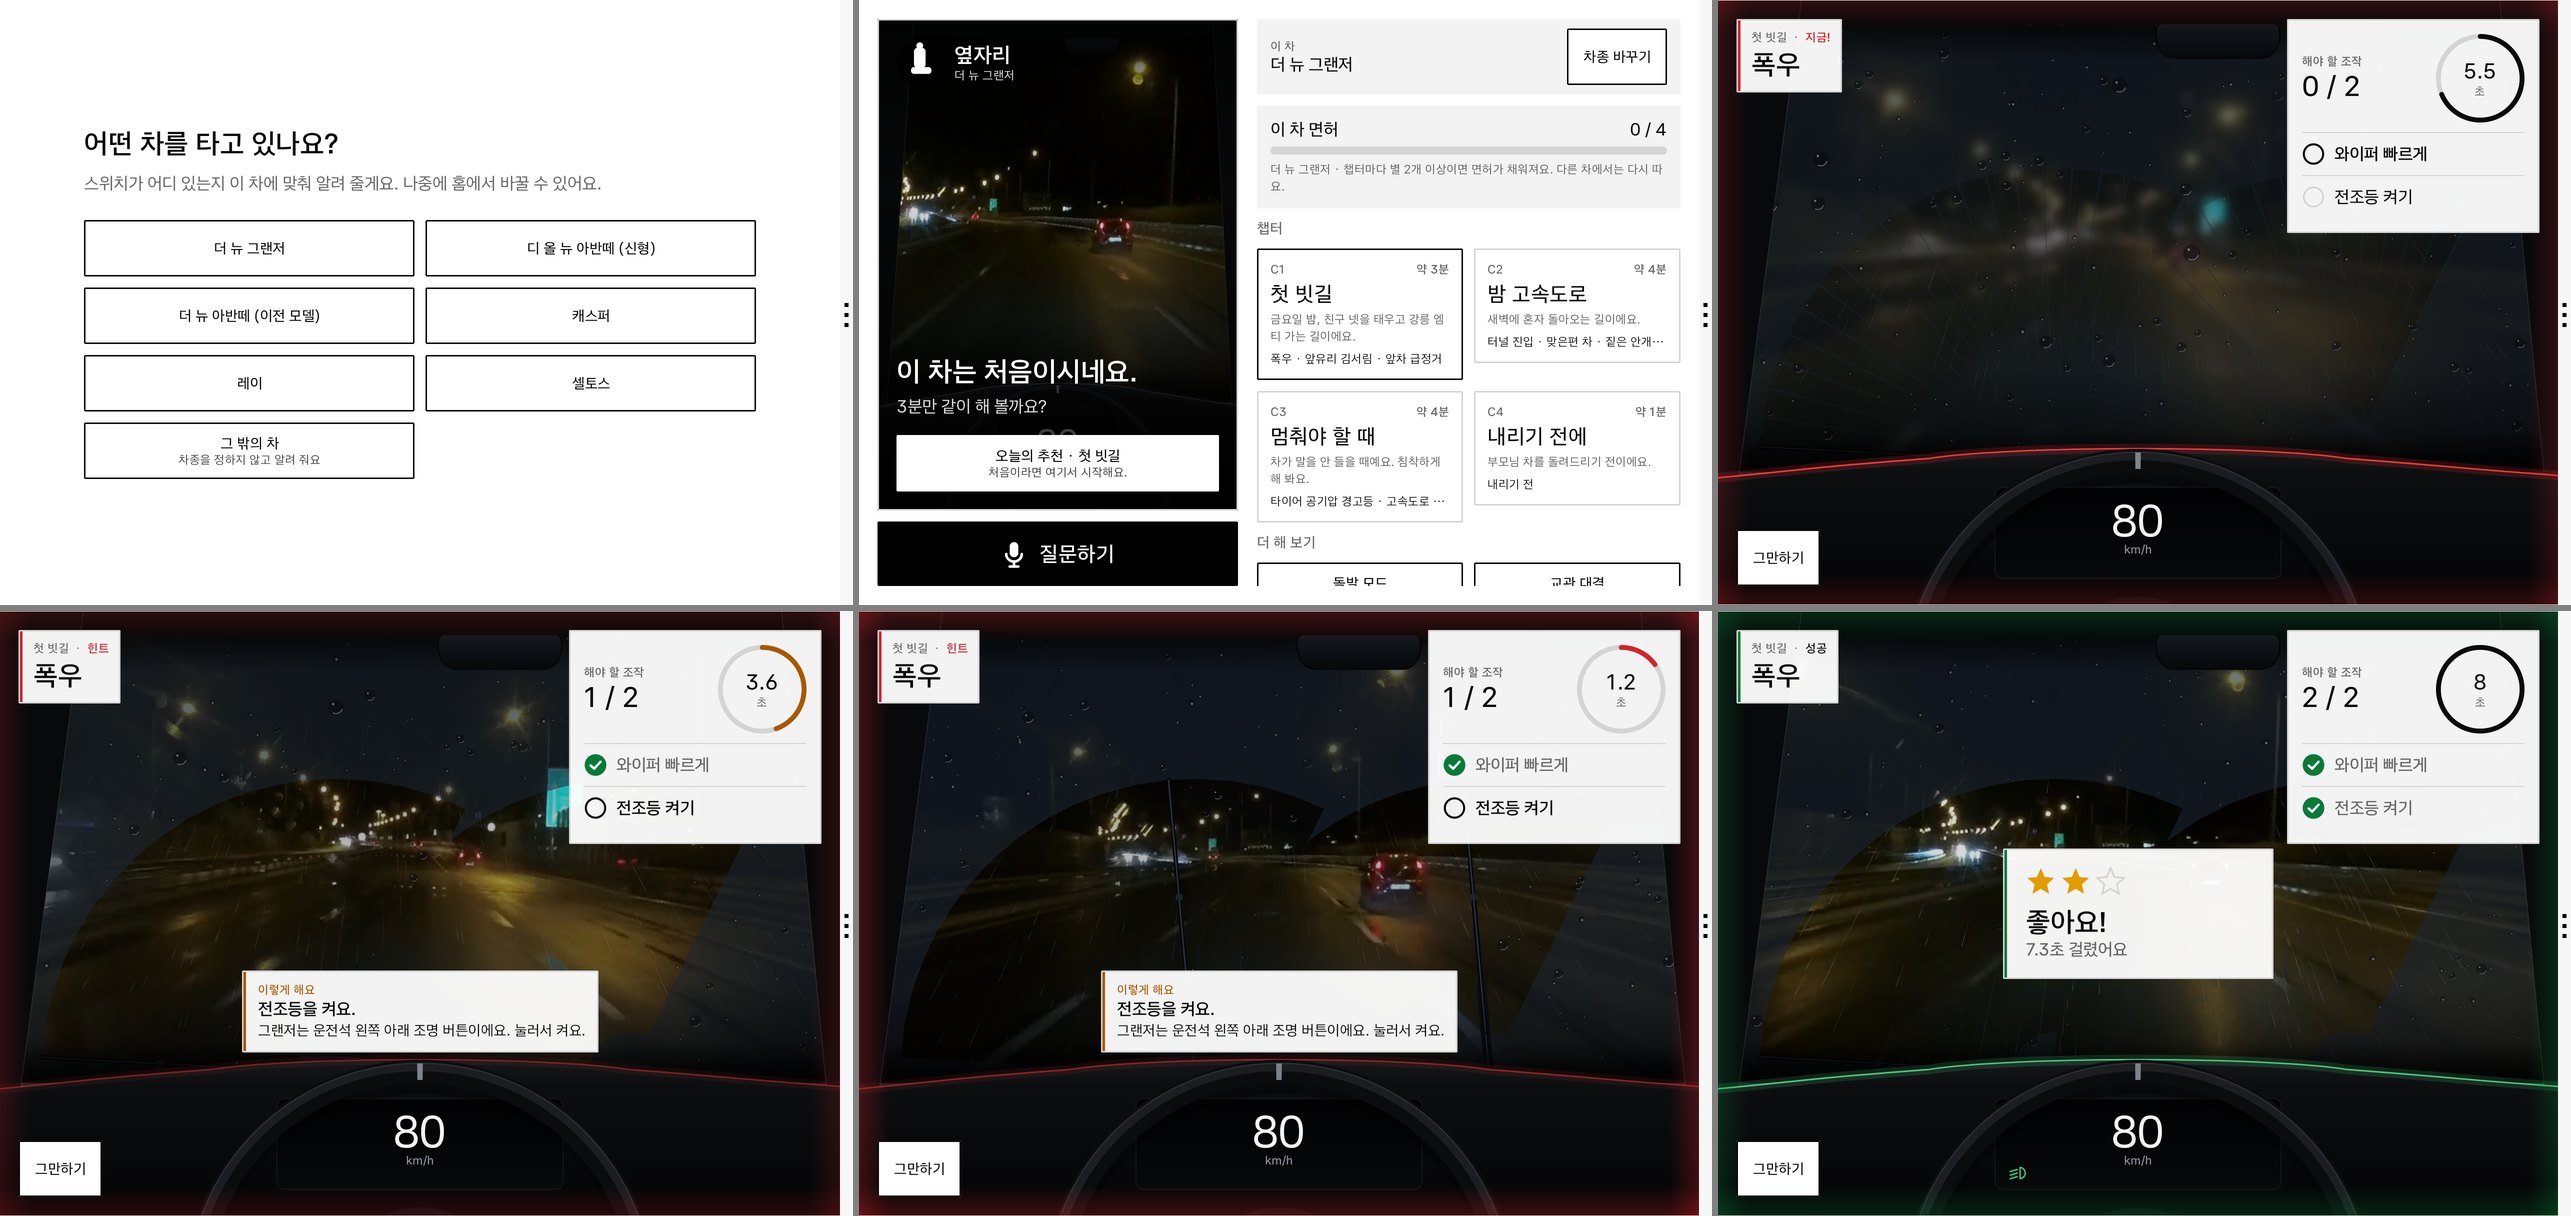 어떤 차를 타고 있나요?
스위치가 어디 있는지 이 차에 맞춰 알려 줄게요. 나중에 홈에서 바꿀 수 있어요.
더 뉴 그랜저
디 올 뉴 아반떼 (신형)
더 뉴 아반떼 (이전 모델)
캐스퍼
레이
셀토스
그 밖의 차
차종을 정하지 않고 알려 줘요
옆자리
더 뉴 그랜저
이 차는 처음이시네요.
3분만 같이 해 볼까요?
오늘의 추천 · 첫 빗길
처음이라면 여기서 시작해요.
질문하기
이 차
더 뉴 그랜저
차종 바꾸기
이 차 면허
0 / 4
더 뉴 그랜저 · 챕터마다 별 2개 이상이면 면허가 채워져요. 다른 차에서는 다시 따
요.
챕터
C1
약 3분
첫 빗길
금요일 밤, 친구 넷을 태우고 강릉 엠
티 가는 길이에요.
폭우 · 앞유리 김서림 · 앞차 급정거
C2
약 4분
밤 고속도로
새벽에 혼자 돌아오는 길이에요.
터널 진입 · 맞은편 차 · 짙은 안개…
C3
약 4분
멈춰야 할 때
차가 말을 안 들을 때예요. 침착하게
해 봐요.
타이어 공기압 경고등 · 고속도로 …
C4
약 1분
내리기 전에
부모님 차를 돌려드리기 전이에요.
내리기 전
더 해 보기
돌발 모드
교관 대결
첫 빗길 · 지금!
폭우
해야 할 조작
0 / 2
5.5
초
와이퍼 빠르게
전조등 켜기
80
km/h
그만하기
첫 빗길 · 힌트
폭우
해야 할 조작
1 / 2
3.6
초
와이퍼 빠르게
전조등 켜기
이렇게 해요
전조등을 켜요.
그랜저는 운전석 왼쪽 아래 조명 버튼이에요. 눌러서 켜요.
80
km/h
그만하기
첫 빗길 · 힌트
폭우
해야 할 조작
1 / 2
1.2
초
와이퍼 빠르게
전조등 켜기
이렇게 해요
전조등을 켜요.
그랜저는 운전석 왼쪽 아래 조명 버튼이에요. 눌러서 켜요.
80
km/h
그만하기
첫 빗길 · 성공
폭우
해야 할 조작
2 / 2
8
초
와이퍼 빠르게
전조등 켜기
좋아요!
7.3초 걸렸어요
80
km/h
그만하기